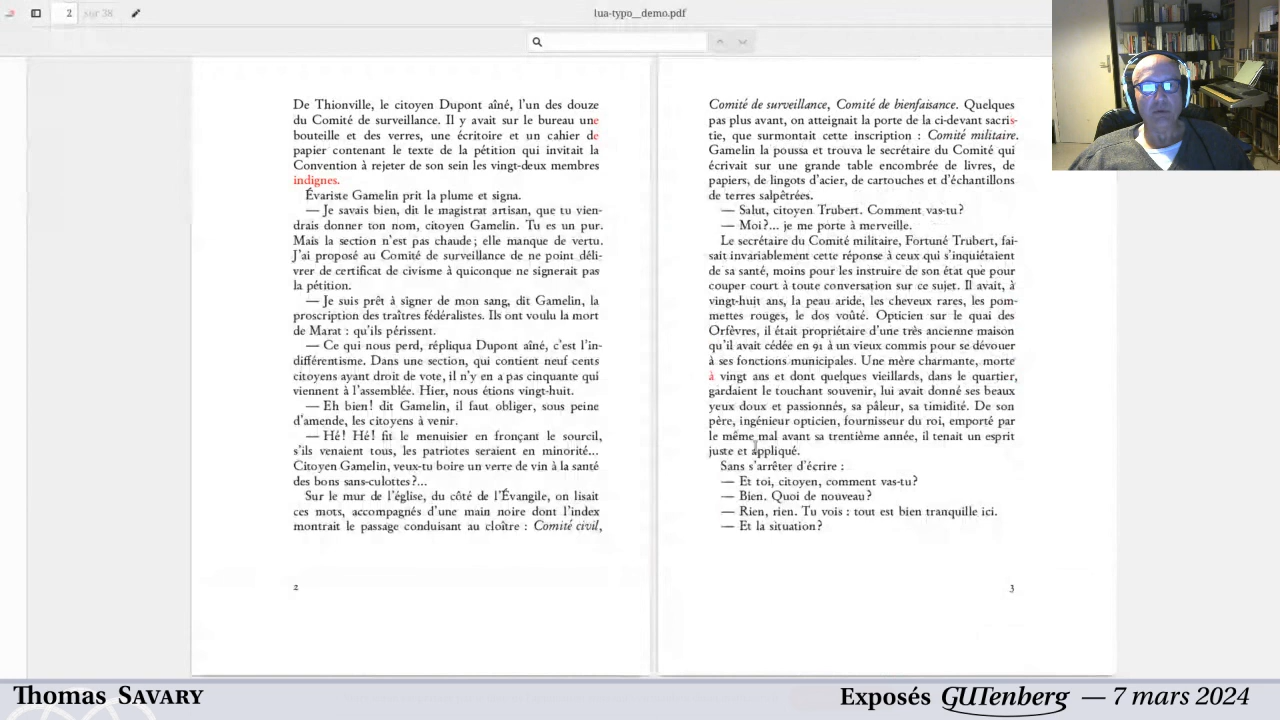 2 sur 38
lua-typo_demo.pdf
De Thionville, le citoyen Dupont aîné, l'un des douze
du Comité de surveillance. Il y avait sur le bureau une
bouteille et des verres, une écritoire et un cahier de
papier contenant le texte de la pétition qui invitait la
Convention à rejeter de son sein les vingt-deux membres
indignes.
Évariste Gamelin prit la plume et signa.
— Je savais bien, dit le magistrat artisan, que tu vien-
drais donner ton nom, citoyen Gamelin. Tu es un pur.
Mais la section n'est pas chaude ; elle manque de vertu.
J'ai proposé au Comité de surveillance de ne point déli-
vrer de certificat de civisme à quiconque ne signerait pas
la pétition.
— Je suis prêt à signer de mon sang, dit Gamelin, la
proscription des traîtres fédéralistes. Ils ont voulu la mort
de Marat : qu'ils périssent.
— Ce qui nous perd, répliqua Dupont aîné, c'est l'in-
différentisme. Dans une section, qui contient neuf cents
citoyens ayant droit de vote, il n'y en a pas cinquante qui
viennent à l'assemblée. Hier, nous étions vingt-huit.
— Eh bien ! dit Gamelin, il faut obliger, sous peine
d'amende, les citoyens à venir.
— Hé ! Hé ! fit le menuisier en fronçant le sourcil,
s'ils venaient tous, les patriotes seraient en minorité...
Citoyen Gamelin, veux-tu boire un verre de vin à la santé
des bons sans-culottes ?...
Sur le mur de l'église, du côté de l'Évangile, on lisait
ces mots, accompagnés d'une main noire dont l'index
montrait le passage conduisant au cloître : Comité civil,
2
Comité de surveillance, Comité de bienfaisance. Quelques
pas plus avant, on atteignait la porte de la ci-devant sacris-
tie, que surmontait cette inscription : Comité militaire.
Gamelin la poussa et trouva le secrétaire du Comité qui
écrivait sur une grande table encombrée de livres, de
papiers, de lingots d'acier, de cartouches et d'échantillons
de terres salpêtrées.
— Salut, citoyen Trubert. Comment vas-tu ?
— Moi ?... je me porte à merveille.
Le secrétaire du Comité militaire, Fortuné Trubert, fai-
sait invariablement cette réponse à ceux qui s'inquiétaient
de sa santé, moins pour les instruire de son état que pour
couper court à toute conversation sur ce sujet. Il avait, à
vingt-huit ans, la peau aride, les cheveux rares, les pom-
mettes rouges, le dos voûté. Opticien sur le quai des
Orfèvres, il était propriétaire d'une très ancienne maison
qu'il avait cédée en 91 à un vieux commis pour se dévouer
à ses fonctions municipales. Une mère charmante, morte
à vingt ans et dont quelques vieillards, dans le quartier,
gardaient le touchant souvenir, lui avait donné ses beaux
yeux doux et passionnés, sa pâleur, sa timidité. De son
père, ingénieur opticien, fournisseur du roi, emporté par
le même mal avant sa trentième année, il tenait un esprit
juste et appliqué.
Sans s'arrêter d'écrire :
— Et toi, citoyen, comment vas-tu ?
— Bien. Quoi de nouveau ?
— Rien, rien. Tu vois : tout est bien tranquille ici.
— Et la situation ?
3
Thomas SAVARY
Exposés GUTenberg — 7 mars 2024